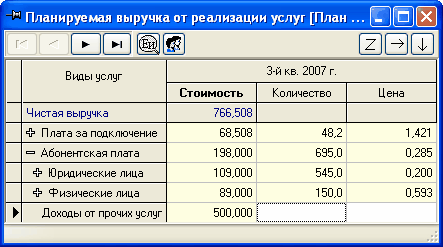 Планируемая выручка от реализации услуг [План ...
Ей
Виды услуг 3-й кв. 2007 г.
Стоимость Количество Цена
Чистая выручка 766,508
Плата за подключение 68,508 48,2 1,421
Абонентская плата 198,000 695,0 0,285
Юридические лица 109,000 545,0 0,200
Физические лица 89,000 150,0 0,593
Доходы от прочих услуг 500,000